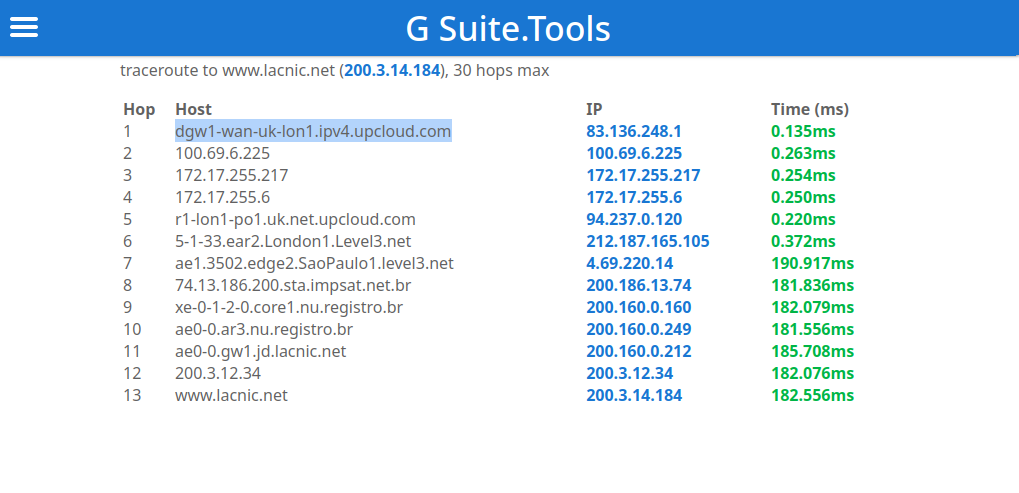 G Suite.Tools
traceroute to www.lacnic.net (200.3.14.184), 30 hops max
Hop Host IP Time (ms)
1 dgw1-wan-uk-lon1.ipv4.upcloud.com 83.136.248.1 0.135ms
2 100.69.6.225 100.69.6.225 0.263ms
3 172.17.255.217 172.17.255.217 0.254ms
4 172.17.255.6 172.17.255.6 0.250ms
5 r1-lon1-po1.uk.net.upcloud.com 94.237.0.120 0.220ms
6 5-1-33.ear2.London1.Level3.net 212.187.165.105 0.372ms
7 ae1.3502.edge2.SaoPaulo1.level3.net 4.69.220.14 190.917ms
8 74.13.186.200.sta.impsat.net.br 200.186.13.74 181.836ms
9 xe-0-1-2-0.core1.nu.registro.br 200.160.0.160 182.079ms
10 ae0-0.ar3.nu.registro.br 200.160.0.249 181.556ms
11 ae0-0.gw1.jd.lacnic.net 200.160.0.212 185.708ms
12 200.3.12.34 200.3.12.34 182.076ms
13 www.lacnic.net 200.3.14.184 182.556ms